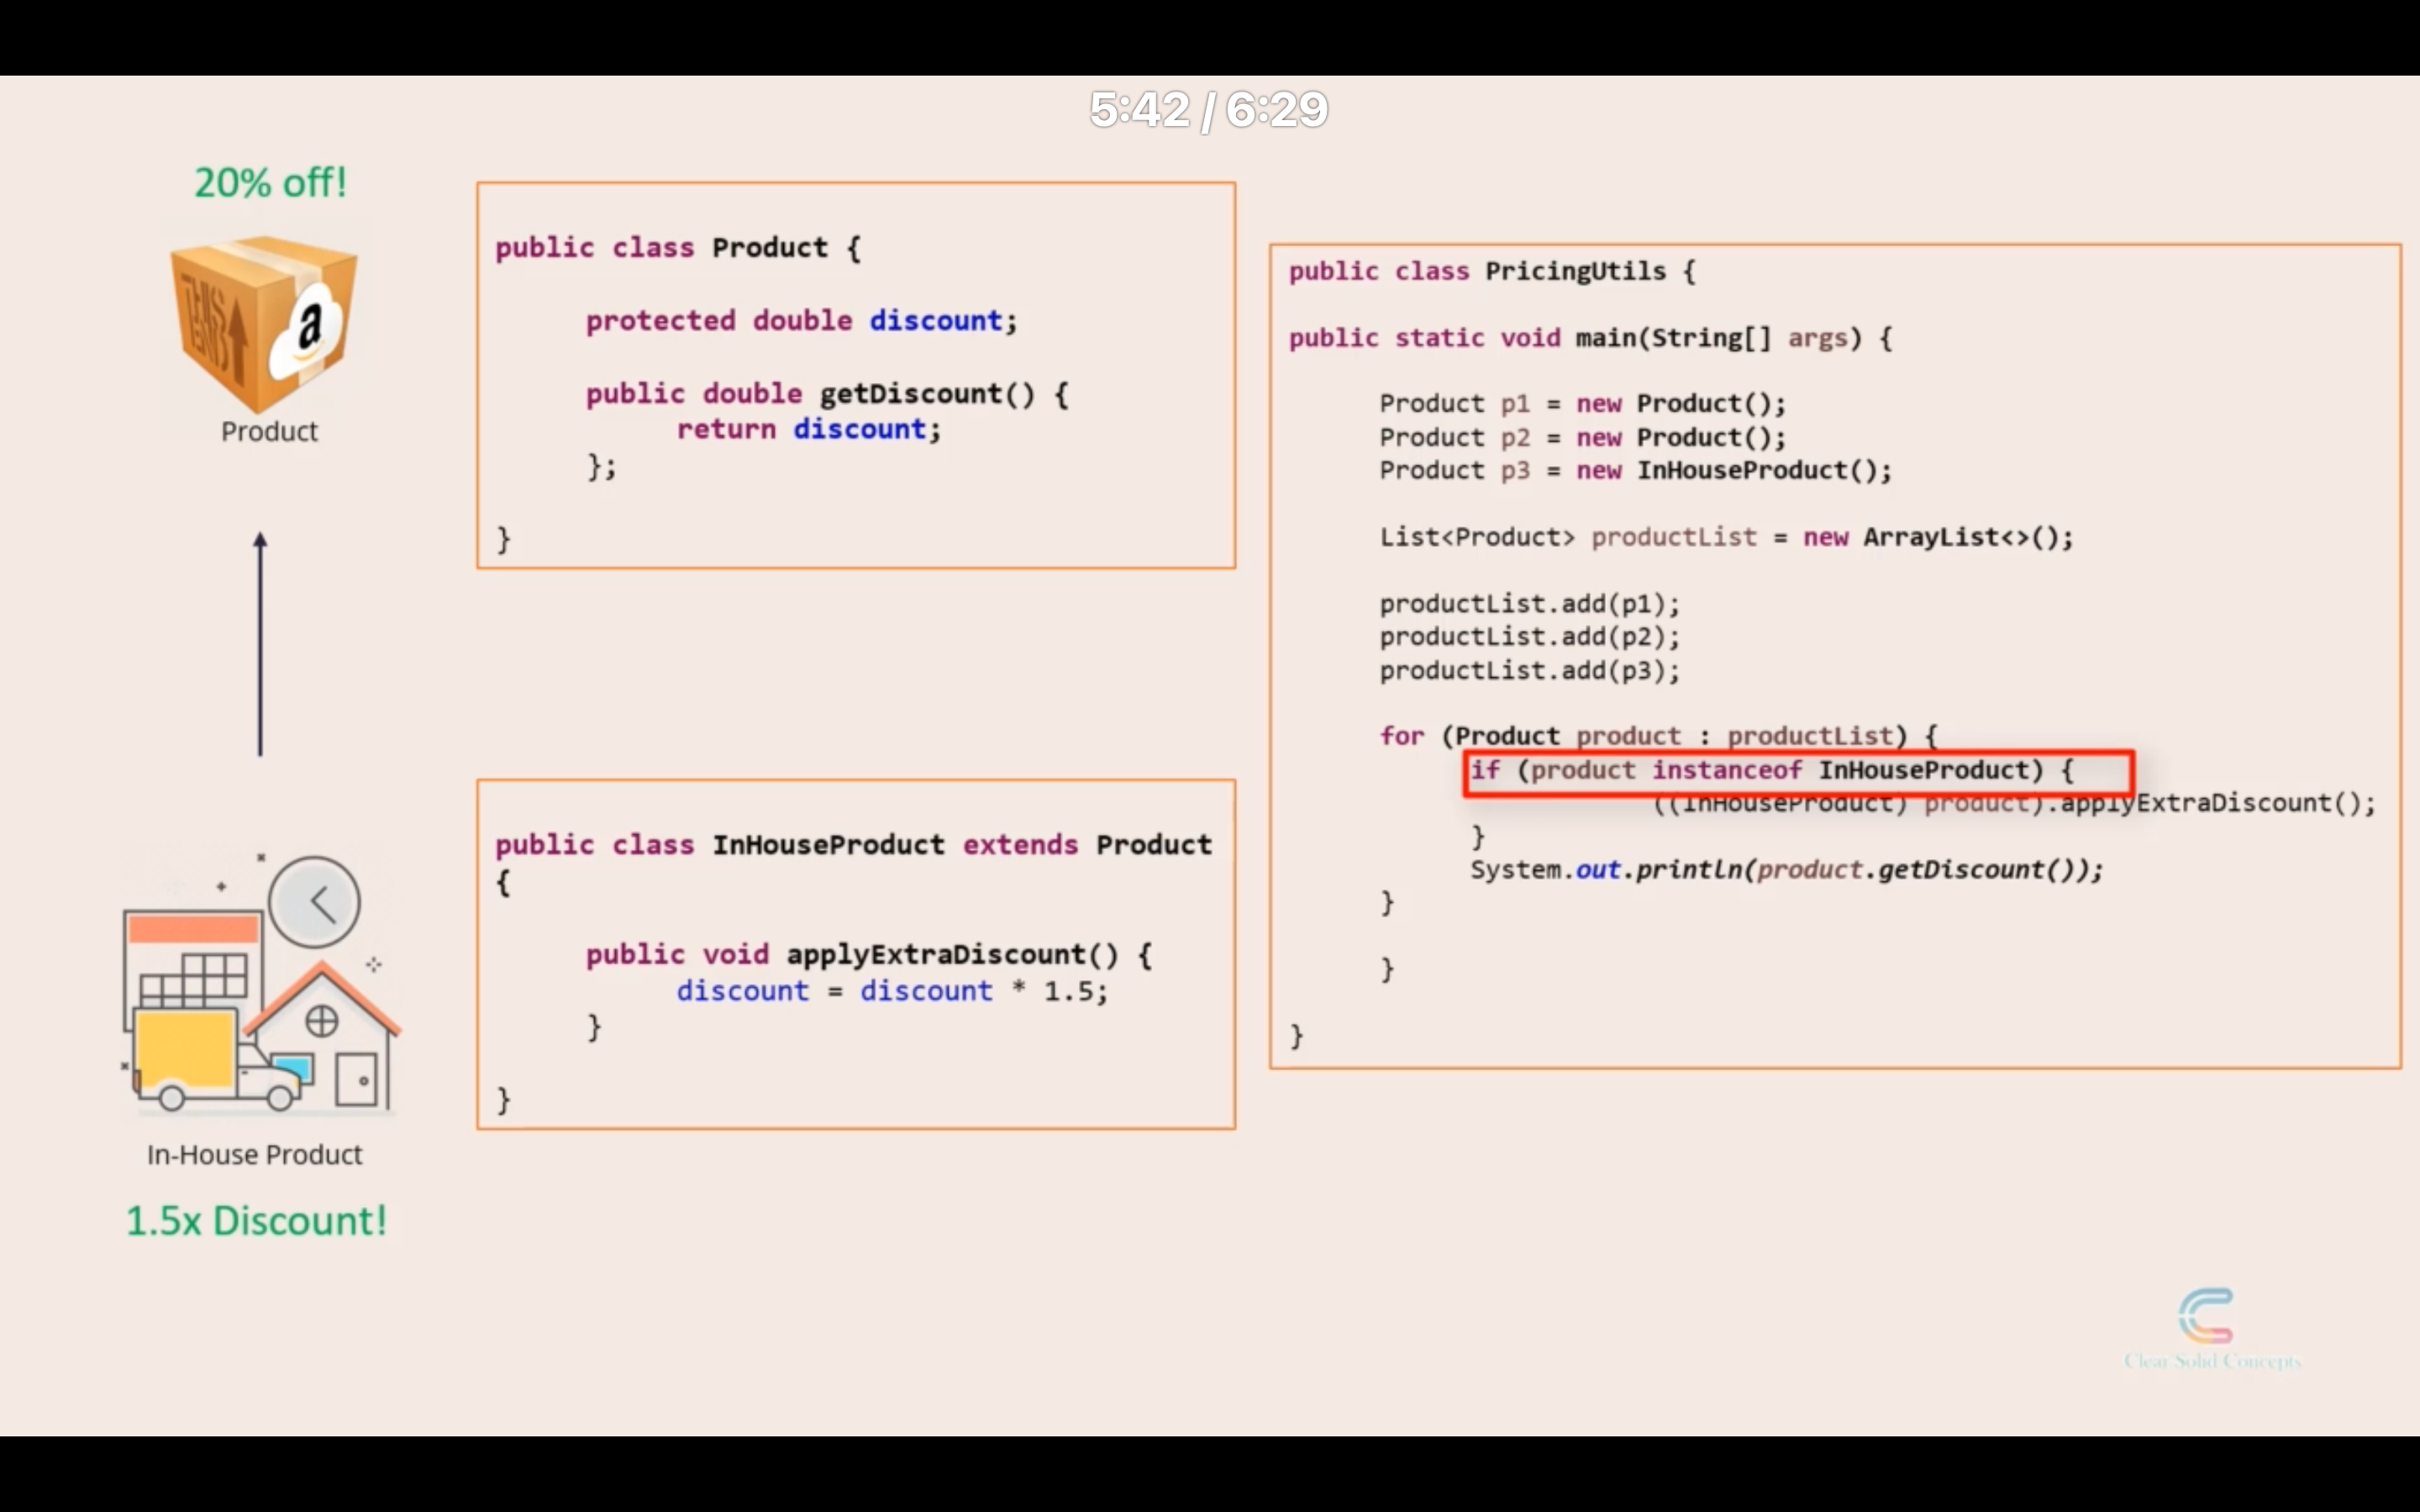 5:42 / 6:29
20% off!
Product
In-House Product
1.5x Discount!
public class Product {
protected double discount;
public double getDiscount() {
return discount;
};
}
public class InHouseProduct extends Product
{
public void applyExtraDiscount() {
discount = discount * 1.5;
}
}
public class PricingUtils {
public static void main(String[] args) {
Product p1 = new Product();
Product p2 = new Product();
Product p3 = new InHouseProduct();
List<Product> productList = new ArrayList<>();
productList.add(p1);
productList.add(p2);
productList.add(p3);
for (Product product : productList) {
if (product instanceof InHouseProduct) {
((InHouseProduct) product).applyExtraDiscount();
}
System.out.println(product.getDiscount());
}
}
}
a
Clear Solid Concepts